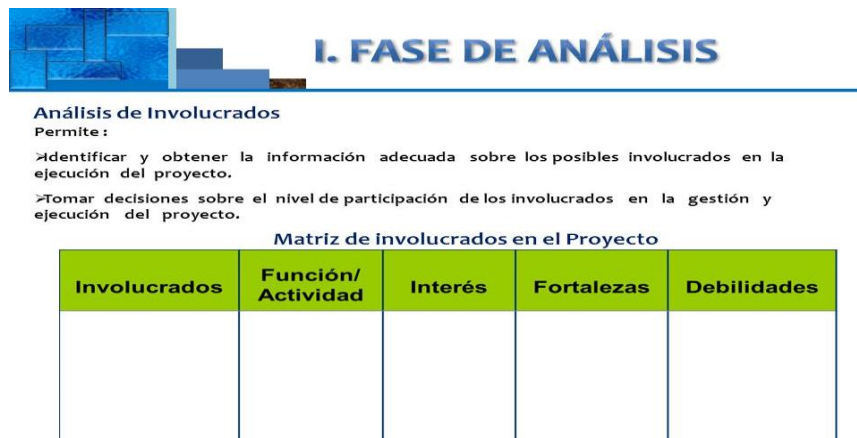 I. FASE DE ANÁLISIS
Análisis de Involucrados
Permite :
➢Identificar y obtener la información adecuada sobre los posibles involucrados en la
ejecución del proyecto.
➢Tomar decisiones sobre el nivel de participación de los involucrados en la gestión y
ejecución del proyecto.
Matriz de involucrados en el Proyecto
Involucrados
Función/
Actividad
Interés
Fortalezas
Debilidades